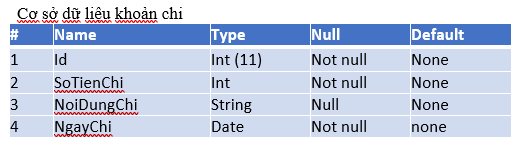 Cơ sở dữ liệu khoản chi
# Name Type Null Default
1 Id Int (11) Not null None
2 SoTienChi Int Not null None
3 NoiDungChi String Null None
4 NgayChi Date Not null none